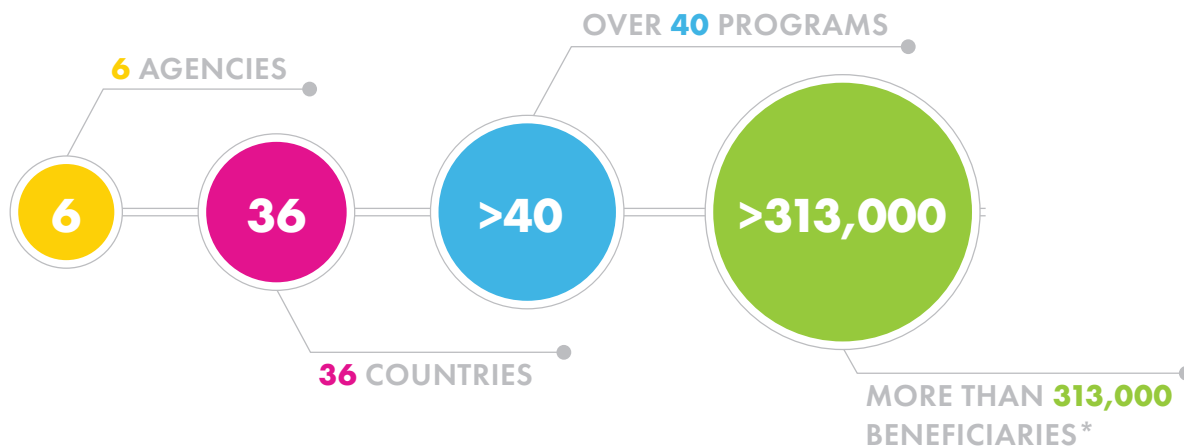 OVER 40 PROGRAMS
6 AGENCIES
6
36
>40
>313,000
36 COUNTRIES
MORE THAN 313,000
BENEFICIARIES*